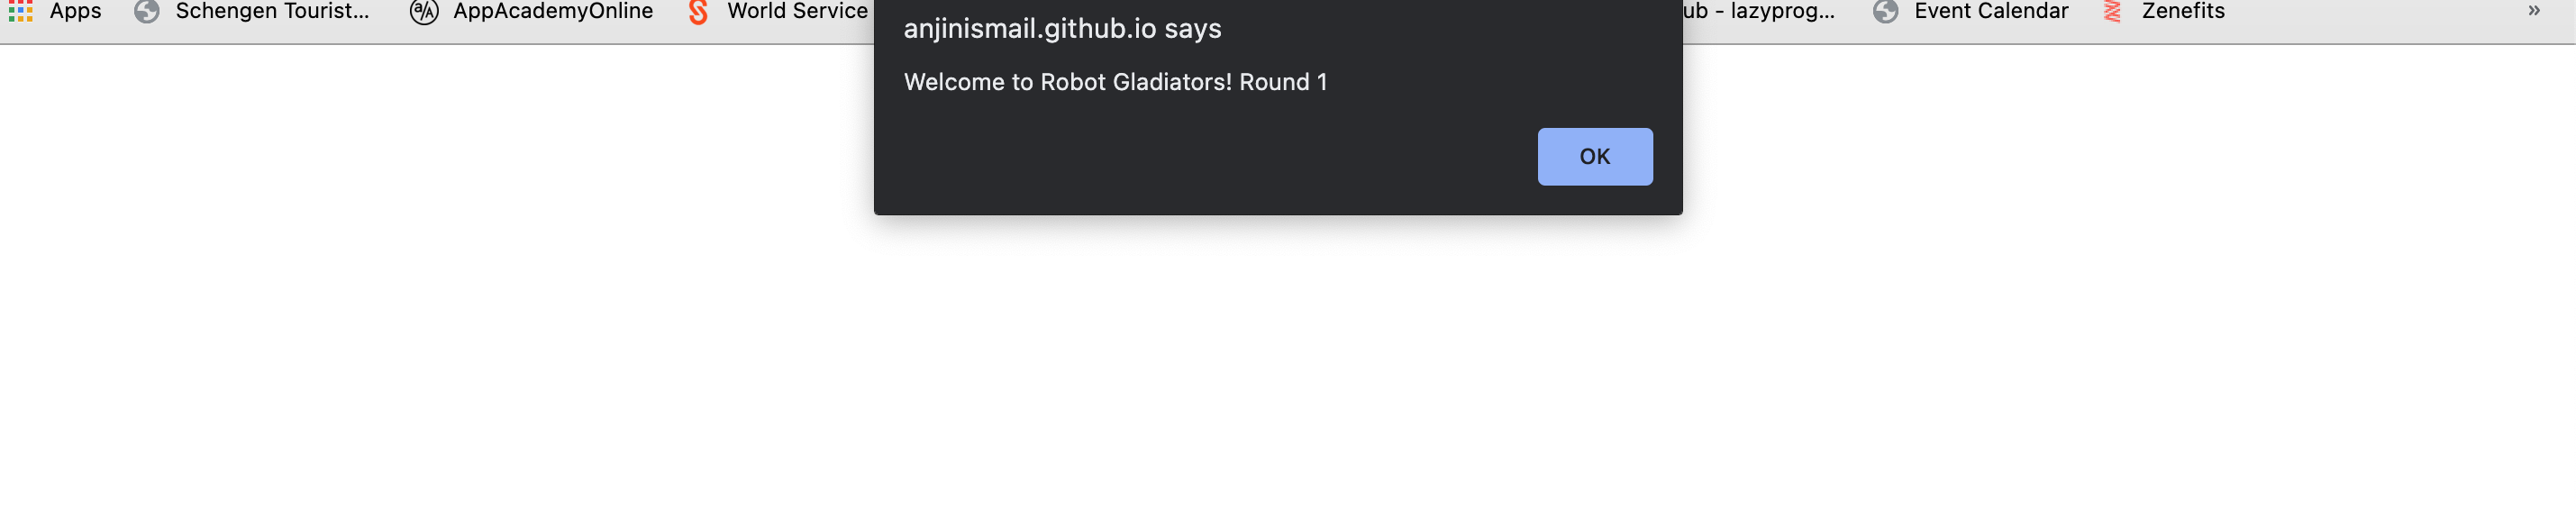 Apps Schengen Tourist... AppAcademyOnline World Service ub - lazyprog... Event Calendar Zenefits »
anjinismail.github.io says
Welcome to Robot Gladiators! Round 1
OK